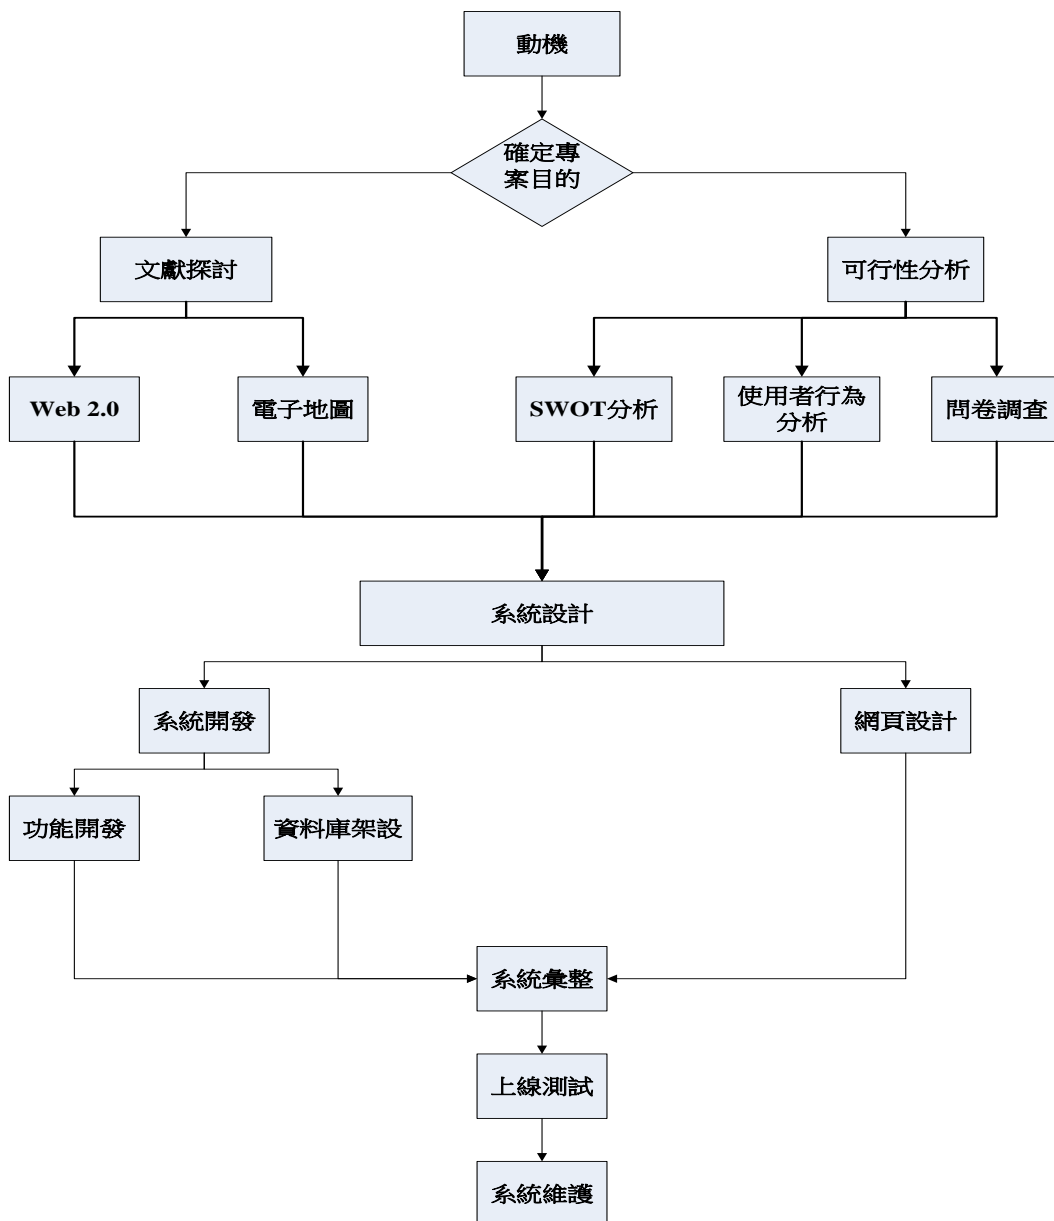 動機
確定專
案目的
文獻探討
可行性分析
Web 2.0
電子地圖
SWOT分析
使用者行為
分析
問卷調查
系統設計
系統開發
網頁設計
功能開發
資料庫架設
系統彙整
上線測試
系統維護